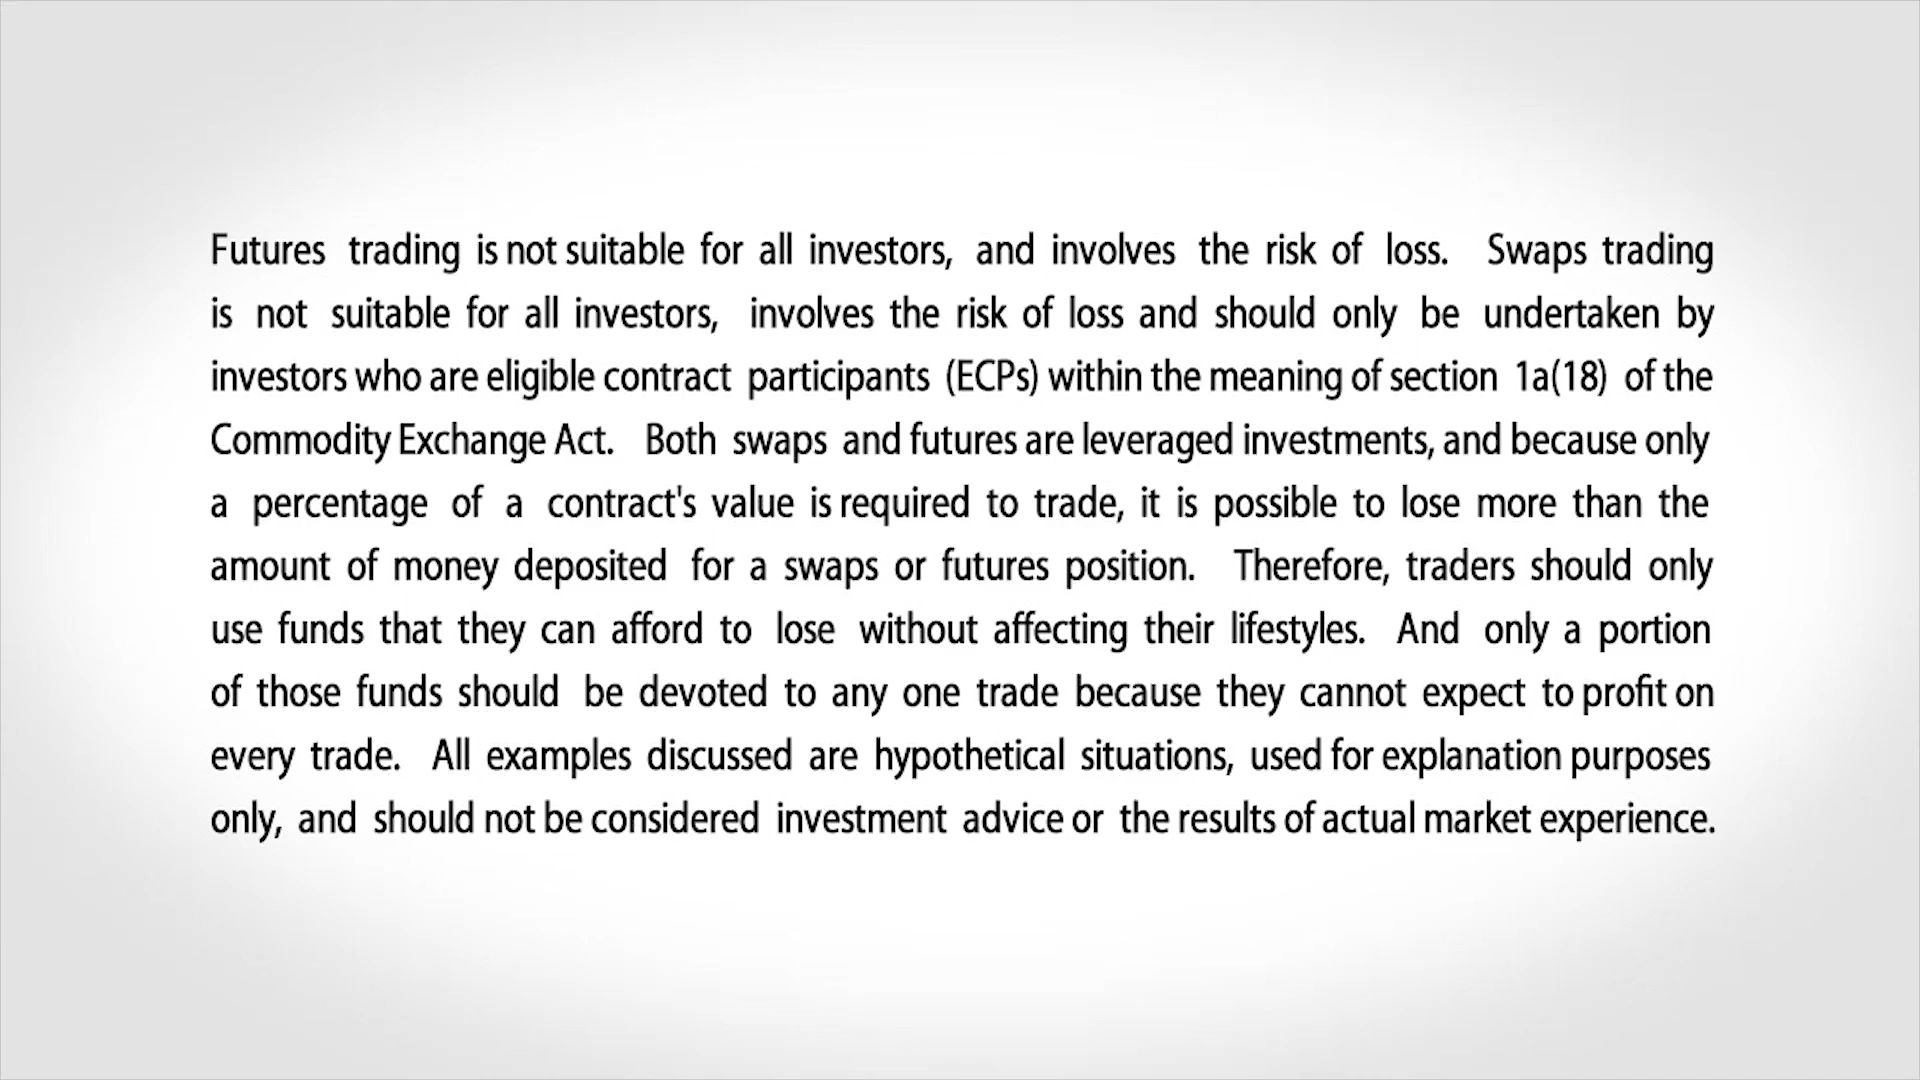 Futures trading is not suitable for all investors, and involves the risk of loss. Swaps trading
is not suitable for all investors, involves the risk of loss and should only be undertaken by
investors who are eligible contract participants (ECPs) within the meaning of section 1a(18) of the
Commodity Exchange Act. Both swaps and futures are leveraged investments, and because only
a percentage of a contract's value is required to trade, it is possible to lose more than the
amount of money deposited for a swaps or futures position. Therefore, traders should only
use funds that they can afford to lose without affecting their lifestyles. And only a portion
of those funds should be devoted to any one trade because they cannot expect to profit on
every trade. All examples discussed are hypothetical situations, used for explanation purposes
only, and should not be considered investment advice or the results of actual market experience.